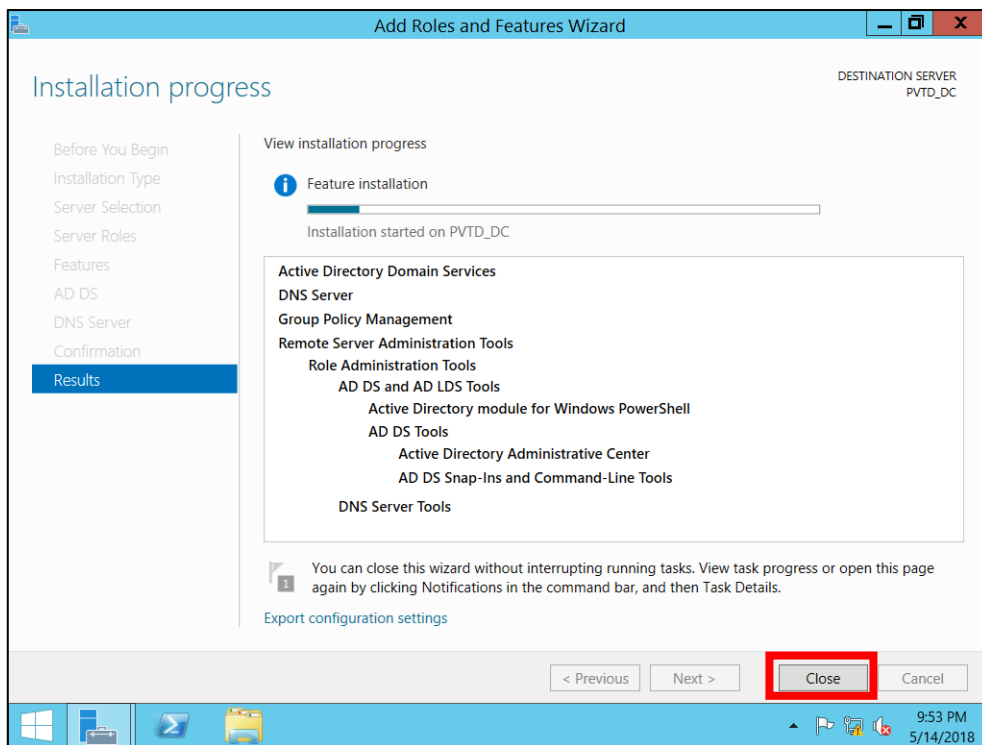 Add Roles and Features Wizard
Installation progress
DESTINATION SERVER
PVTD_DC
Before You Begin
Installation Type
Server Selection
Server Roles
Features
AD DS
DNS Server
Confirmation
Results
View installation progress
Feature installation
Installation started on PVTD_DC
Active Directory Domain Services
DNS Server
Group Policy Management
Remote Server Administration Tools
Role Administration Tools
AD DS and AD LDS Tools
Active Directory module for Windows PowerShell
AD DS Tools
Active Directory Administrative Center
AD DS Snap-Ins and Command-Line Tools
DNS Server Tools
1
You can close this wizard without interrupting running tasks. View task progress or open this page
again by clicking Notifications in the command bar, and then Task Details.
Export configuration settings
< Previous
Next >
Close
Cancel
9:53 PM
5/14/2018